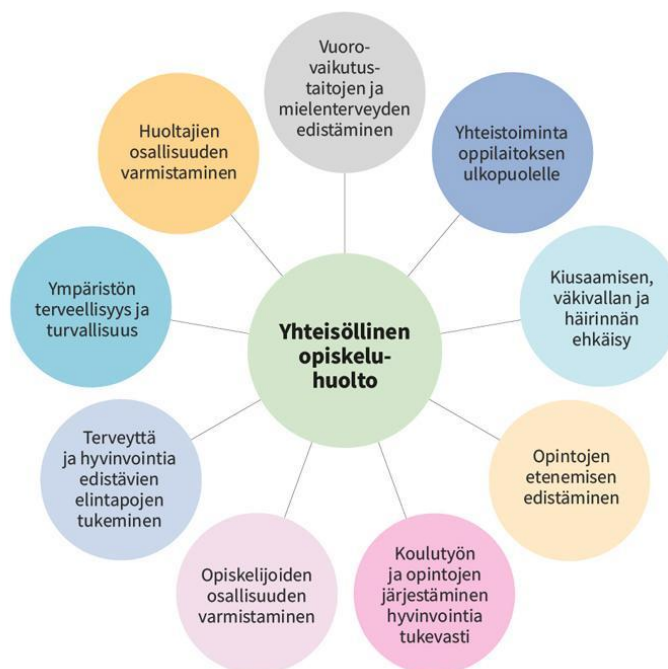 Vuoro-
vaikutus-
taitojen ja
mielenterveyden
edistäminen
Yhteistoiminta
oppilaitoksen
ulkopuolelle
Kiusaamisen,
väkivallan ja
häirinnän
ehkäisy
Opintojen
etenemisen
edistäminen
Koulutyön
ja opintojen
järjestäminen
hyvinvointia
tukevasti
Opiskelijoiden
osallisuuden
varmistaminen
Terveyttä
ja hyvinvointia
edistävien
elintapojen
tukeminen
Ympäristön
terveellisyys ja
turvallisuus
Huoltajien
osallisuuden
varmistaminen
Yhteisöllinen
opiskelu-
huolto